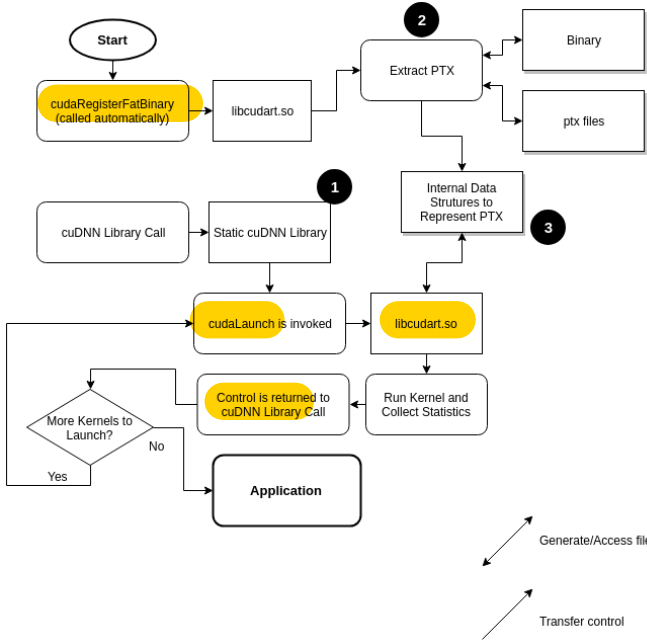 2
Start
Binary
Extract PTX
cudaRegisterFatBinary
(called automatically)
libcudart.so
ptx files
1
Internal Data
Strutures to
Represent PTX
3
cuDNN Library Call
Static cuDNN Library
cudaLaunch is invoked
libcudart.so
Control is returned to
cuDNN Library Call
Run Kernel and
Collect Statistics
More Kernels to
Launch?
No
Yes
Application
Generate/Access file
Transfer control